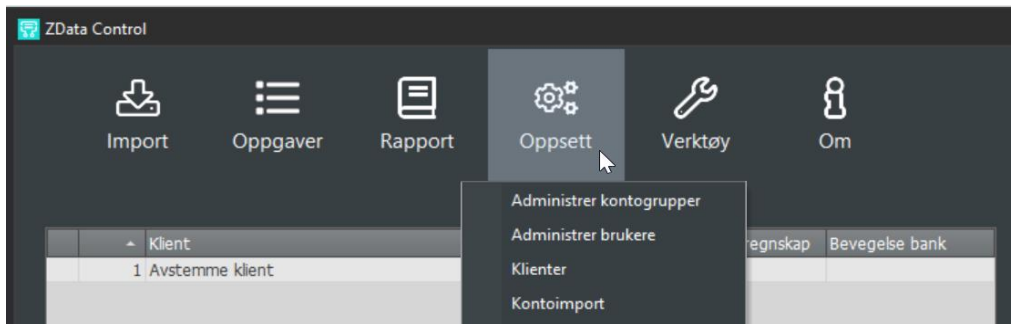 ZData Control
Import Oppgaver Rapport Oppsett Verktøy Om
Administrer kontogrupper
Administrer brukere
Klienter
Kontoimport
Klient regnskap Bevegelse bank
1 Avstemme klient